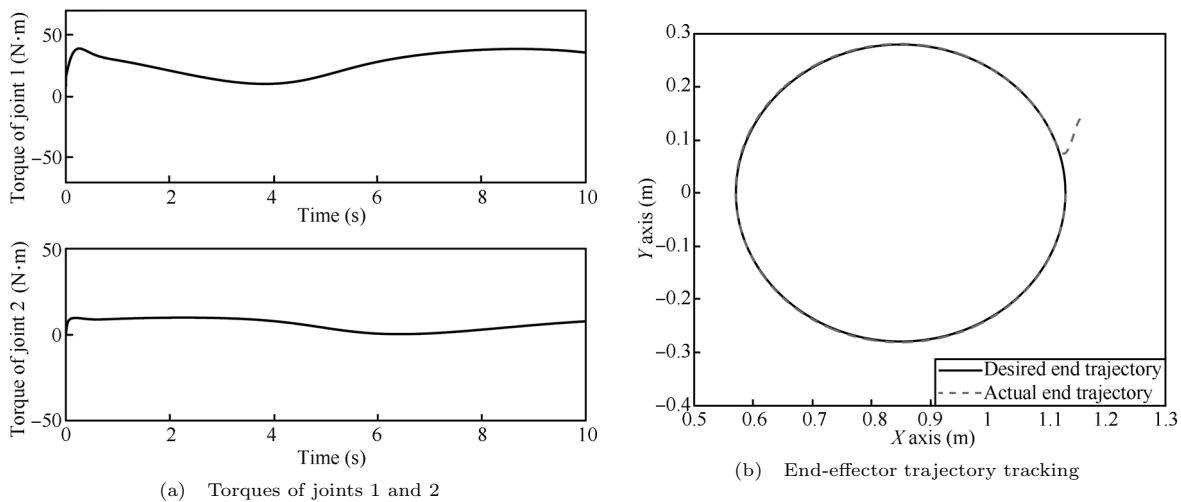 Torque of joint 1 (N·m)
50
0
−50
0 2 4 6 8 10
Time (s)
Torque of joint 2 (N·m)
50
0
−50
0 2 4 6 8 10
Time (s)
(a) Torques of joints 1 and 2
Y axis (m)
0.3
0.2
0.1
0
−0.1
−0.2
−0.3
−0.4
0.5 0.6 0.7 0.8 0.9 1 1.1 1.2 1.3
X axis (m)
Desired end trajectory
Actual end trajectory
(b) End-effector trajectory tracking